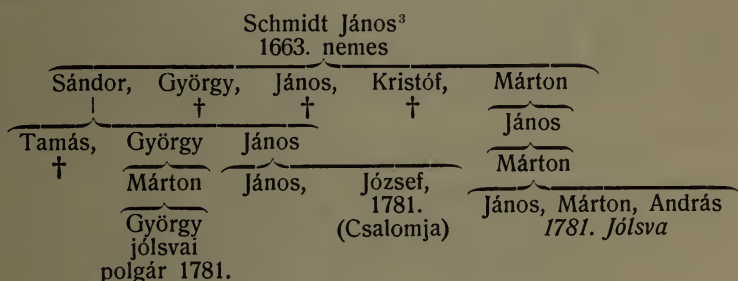 Schmidt János³
1663. nemes
Sándor, György, János, Kristóf, Márton
† † †
János
Tamás, György János
†
Márton
Márton János, József,
1781.
János, Márton, András
György (Csalomja) 1781. Jólsva
jólsvai
polgár 1781.